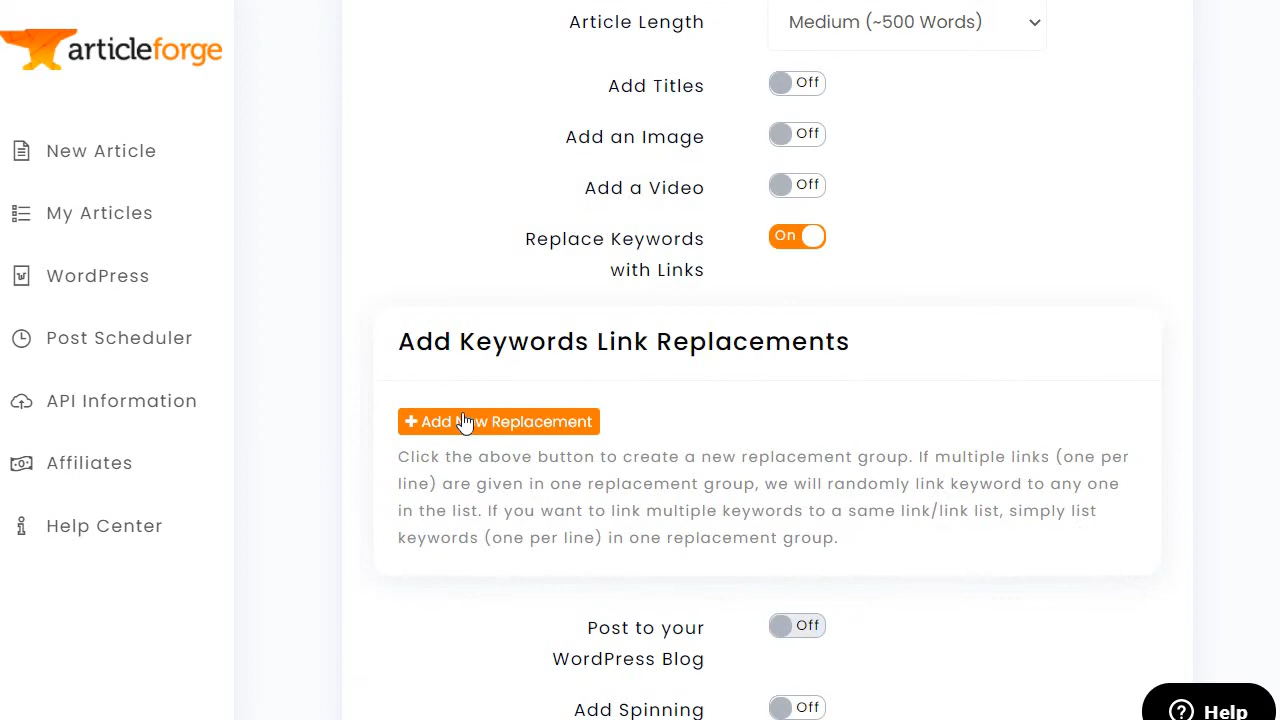 articleforge
New Article
My Articles
WordPress
Post Scheduler
API Information
Affiliates
Help Center
Article Length
Medium (~500 Words)
Add Titles
Off
Add an Image
Off
Add a Video
Off
Replace Keywords
with Links
On
Add Keywords Link Replacements
Add New Replacement
Click the above button to create a new replacement group. If multiple links (one per
line) are given in one replacement group, we will randomly link keyword to any one
in the list. If you want to link multiple keywords to a same link/link list, simply list
keywords (one per line) in one replacement group.
Post to your
WordPress Blog
Off
Add Spinning
Off
Help